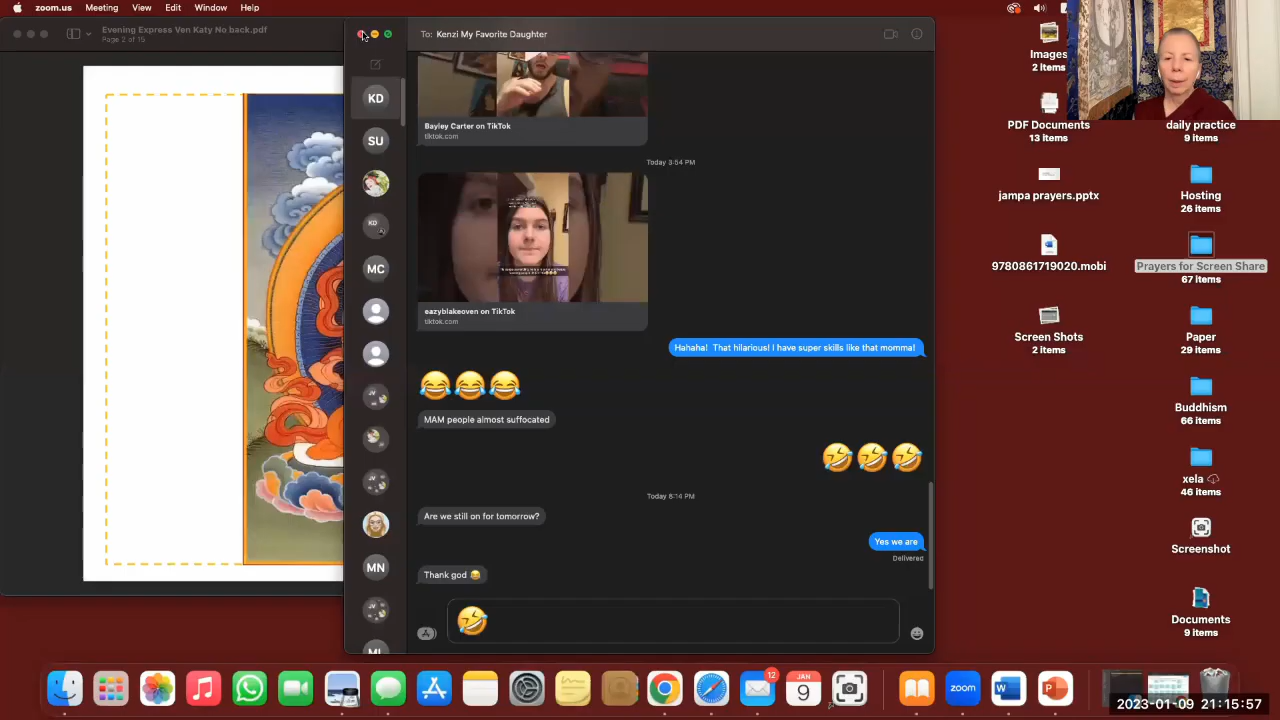 zoom.us Meeting View Edit Window Help
Evening Express Ven Katy No back.pdf
Page 2 of 15
To: Kenzi My Favorite Daughter
KD
SU
KD
MC
JV
JV
MN
JV
Bayley Carter on TikTok
tiktok.com
Today 3:54 PM
eazyblakeoven on TikTok
tiktok.com
Hahaha! That hilarious! I have super skills like that momma!
MAM people almost suffocated
Today 6:14 PM
Are we still on for tomorrow?
Yes we are
Delivered
Thank god 😂
Images
2 items
PDF Documents
13 items
jampa prayers.pptx
9780861719020.mobi
Screen Shots
2 items
daily practice
9 items
Hosting
26 items
Prayers for Screen Share
67 items
Paper
29 items
Buddhism
66 items
xela
46 items
Screenshot
Documents
9 items
12
JAN
9
zoom
W
P
2023-01-09 21:15:57